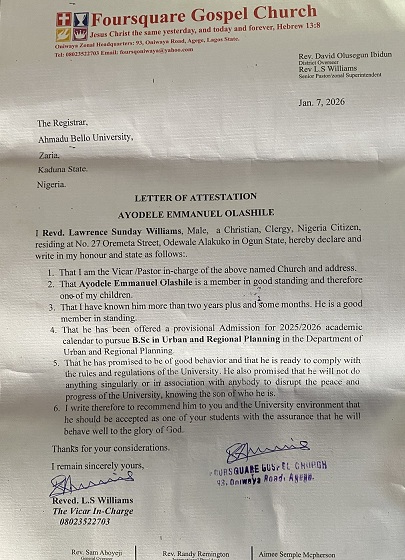 Foursquare Gospel Church
Jesus Christ the same yesterday, and today and forever, Hebrew 13:8
Oniwaya Zonal Headquarters: 93, Oniwaya Road, Agege, Lagos State.
Tel: 08023522703 Email: foursqoniwaya@yahoo.com
Rev. David Olusegun Ibidun
District Overseer
Rev L.S Williams
Senior Pastor/zonal Superintendent
Jan. 7, 2026
The Registrar,
Ahmadu Bello University,
Zaria,
Kaduna State.
Nigeria.
LETTER OF ATTESTATION
AYODELE EMMANUEL OLASHILE
I Revd. Lawrence Sunday Williams, Male, a Christian, Clergy, Nigeria Citizen,
residing at No. 27 Oremeta Street, Odewale Alakuko in Ogun State, hereby declare and
write in my honour and state as follows:.
1. That I am the Vicar /Pastor in-charge of the above named Church and address.
2. That Ayodele Emmanuel Olashile is a member in good standing and therefore
one of my children.
3. That I have known him more than two years plus and some months. He is a good
member in standing.
4. That he has been offered a provisional Admission for 2025/2026 academic
calendar to pursue B.Sc in Urban and Regional Planning in the Department of
Urban and Regional Planning.
5. That he has promised to be of good behavior and that he is ready to comply with
the rules and regulations of the University. He also promised that he will not do
anything singularly or in association with anybody to disrupt the peace and
progress of the University, knowing the son of who he is.
6. I write therefore to recommend him to you and the University environment that
he should be accepted as one of your students with the assurance that he will
behave well to the glory of God.
Thanks for your considerations.
I remain sincerely yours,
FOURSQUARE GOSPEL CHURCH
93, Oniwaya Road, Agege.
Reved. L.S Williams
The Vicar In-Charge
08023522703
Rev. Sam Aboyeji
General Overseer
Rev. Randy Remington
Aimee Semple Mcpherson